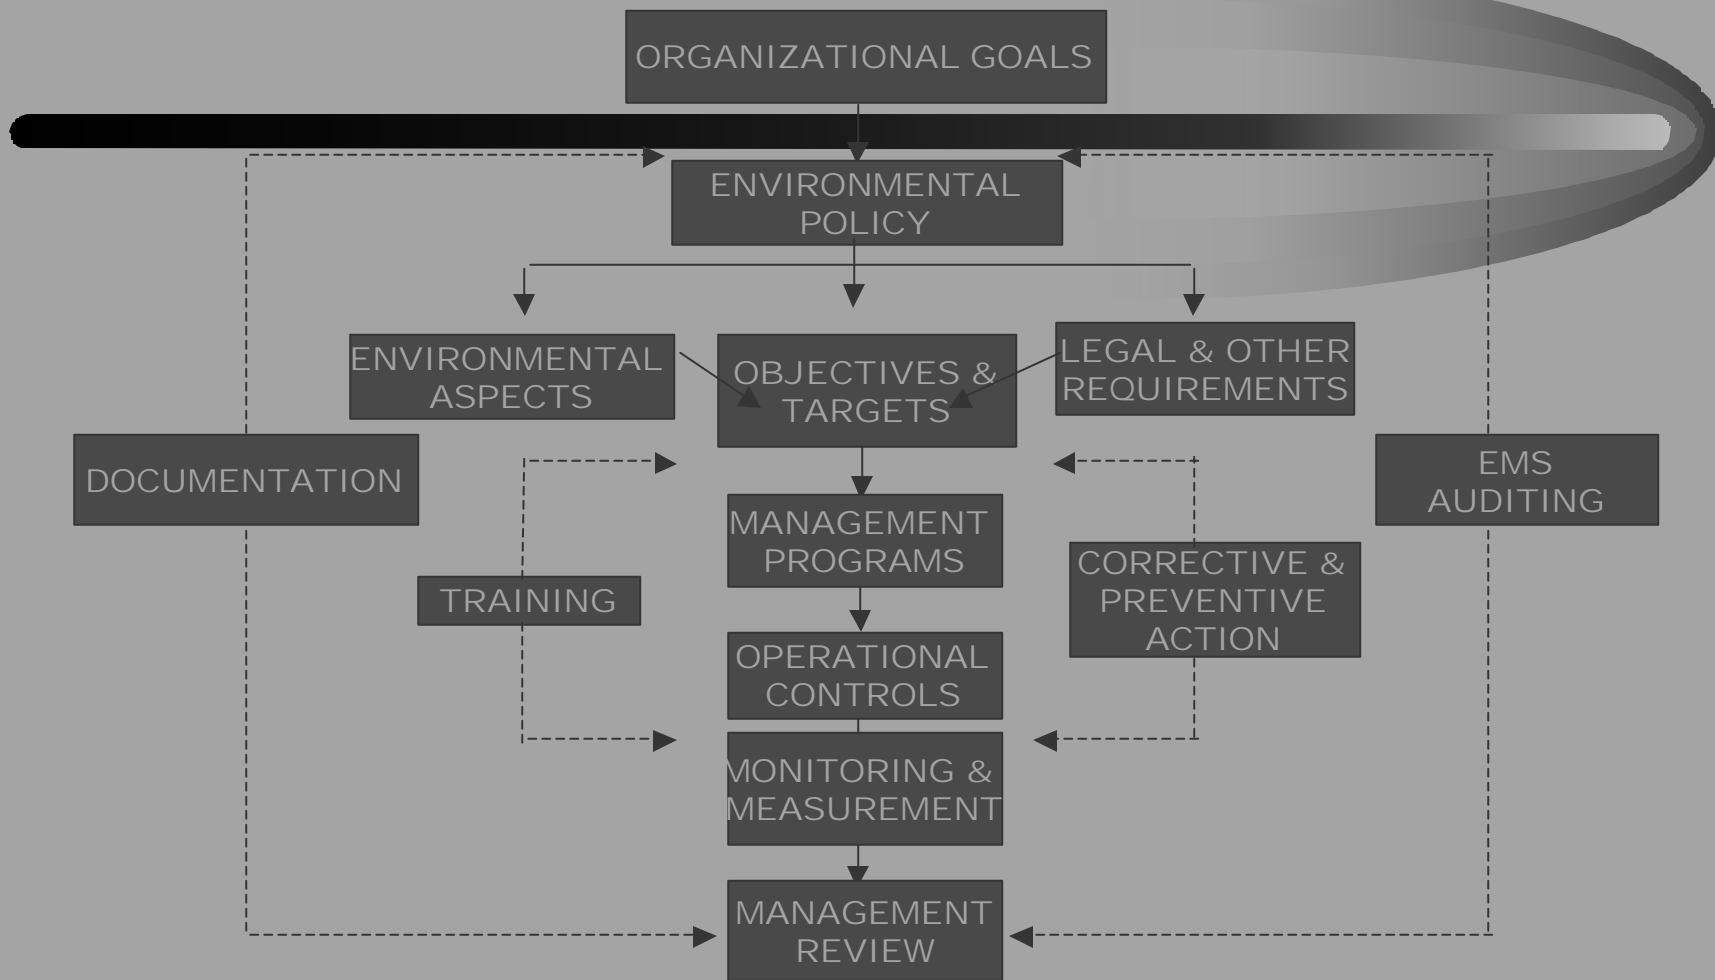 ORGANIZATIONAL GOALS
ENVIRONMENTAL
POLICY
ENVIRONMENTAL
ASPECTS
OBJECTIVES &
TARGETS
LEGAL & OTHER
REQUIREMENTS
DOCUMENTATION
EMS
AUDITING
MANAGEMENT
PROGRAMS
TRAINING
CORRECTIVE &
PREVENTIVE
ACTION
OPERATIONAL
CONTROLS
MONITORING &
MEASUREMENT
MANAGEMENT
REVIEW